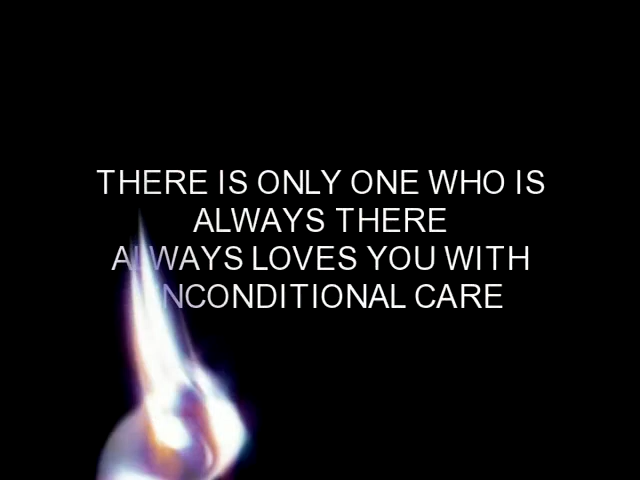 THERE IS ONLY ONE WHO IS
ALWAYS THERE
ALWAYS LOVES YOU WITH
UNCONDITIONAL CARE